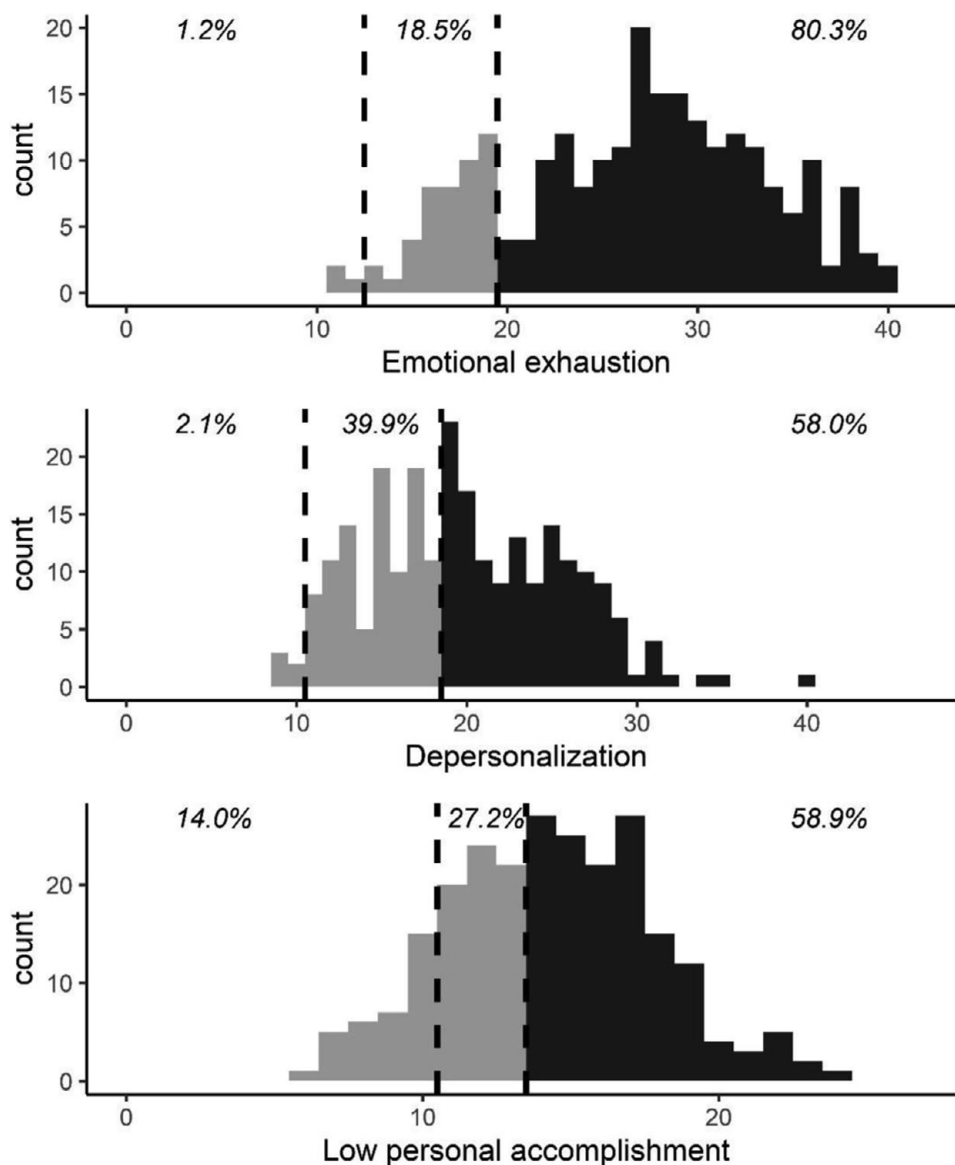 1.2% 18.5% 80.3%
20
15
10
5
0
count
0 10 20 30 40
Emotional exhaustion
2.1% 39.9% 58.0%
20
15
10
5
0
count
0 10 20 30 40
Depersonalization
14.0% 27.2% 58.9%
20
10
0
count
0 10 20
Low personal accomplishment